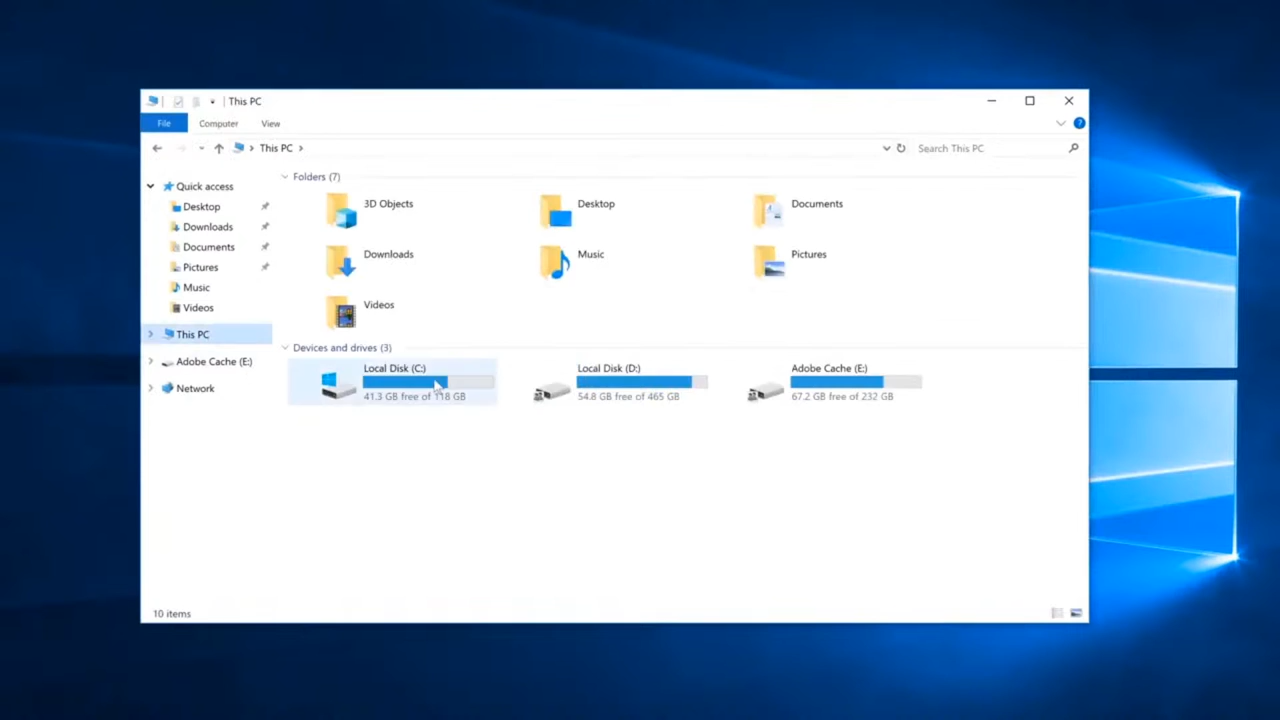 This PC
File Computer View
This PC
Search This PC
Quick access
Desktop
Downloads
Documents
Pictures
Music
Videos
This PC
Adobe Cache (E:)
Network
Folders (7)
3D Objects
Desktop
Documents
Downloads
Music
Pictures
Videos
Devices and drives (3)
Local Disk (C:)
41.3 GB free of 118 GB
Local Disk (D:)
54.8 GB free of 465 GB
Adobe Cache (E:)
67.2 GB free of 232 GB
10 items